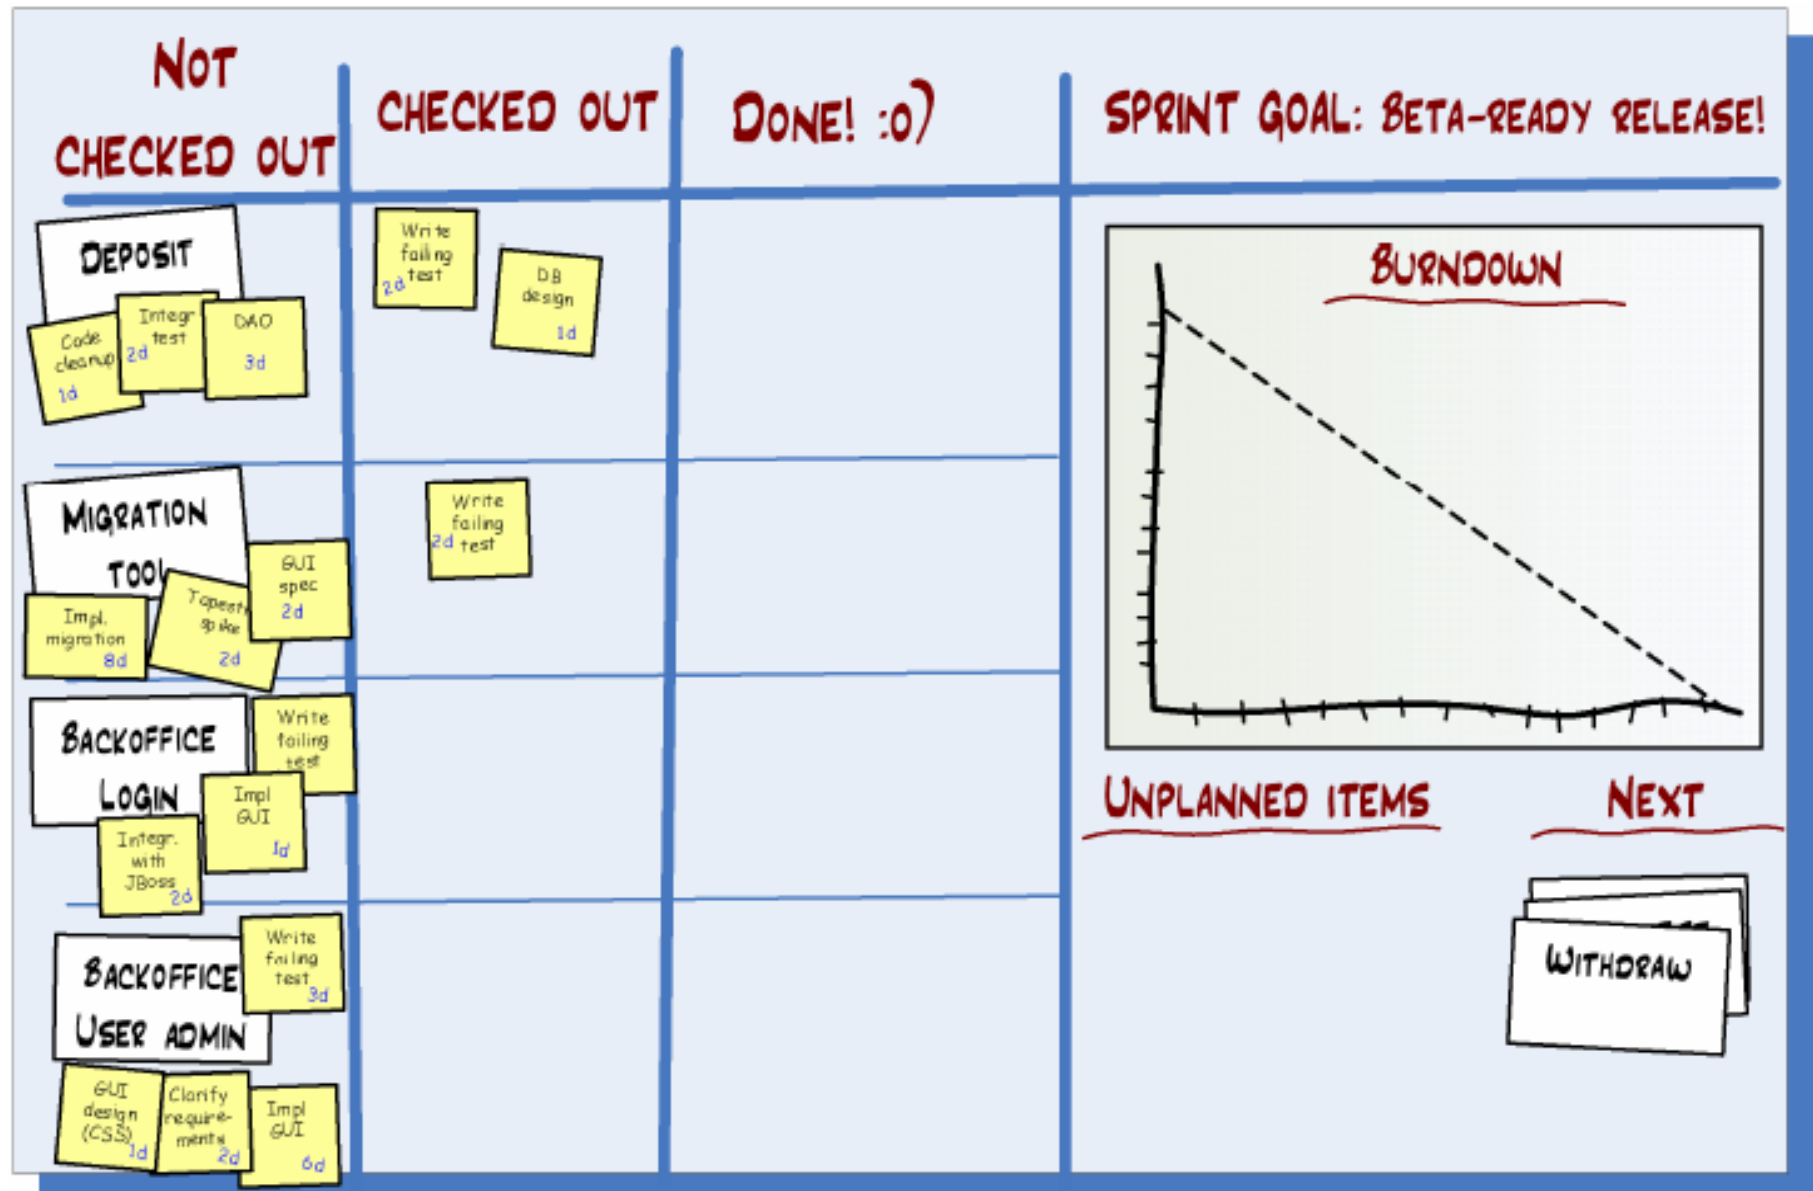 NOT
CHECKED OUT
CHECKED OUT
DONE! :o)
SPRINT GOAL: BETA-READY RELEASE!
DEPOSIT
Code
cleanup
1d
Integr
test
2d
DAO
3d
Write
failing
test
2d
DB
design
1d
BURNDOWN
MIGRATION
TOOL
Impl.
migration
8d
spike
2d
GUI
spec
2d
Write
failing
test
2d
BACKOFFICE
LOGIN
Write
failing
test
Impl
GUI
1d
Integr.
with
JBoss
2d
UNPLANNED ITEMS
NEXT
WITHDRAW
BACKOFFICE
USER ADMIN
Write
failing
test
3d
GUI
design
(CSS)
1d
Clarify
require-
ments
2d
Impl
GUI
6d